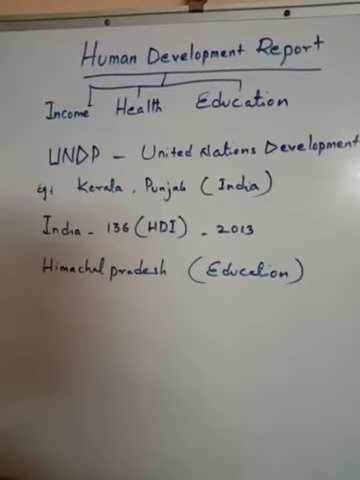 Human Development Report
Income Health Education
UNDP - United Nations Development
eg: Kerala, Punjab (India)
India - 136 (HDI) - 2013
Himachal pradesh (Education)